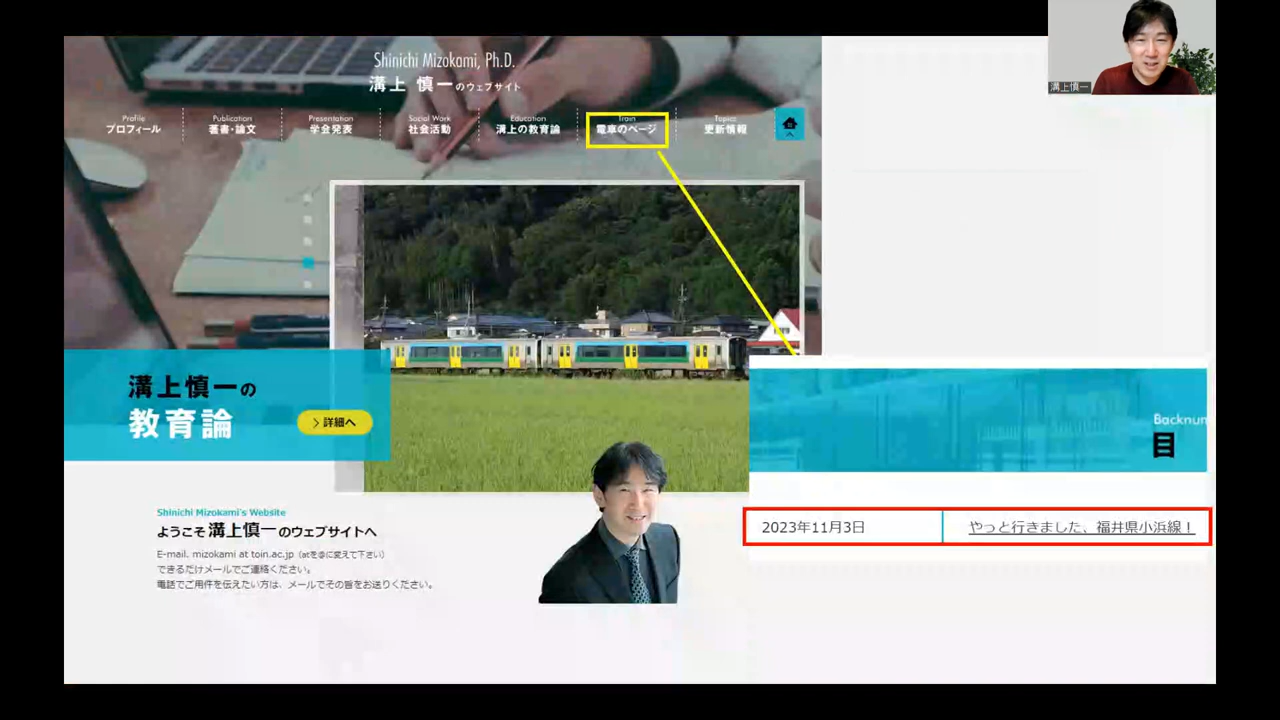 Shinichi Mizokami, Ph.D.
溝上 慎一のウェブサイト
Profile
プロフィール
Publication
著書・論文
Presentation
学会発表
Social Work
社会活動
Education
溝上の教育論
Train
電車のページ
Topics
更新情報
溝上慎一
溝上慎一の
教育論
＞詳細へ
Backnum
目
2023年11月3日
やっと行きました、福井県小浜線！
Shinichi Mizokami's Website
ようこそ 溝上慎一のウェブサイトへ
E-mail. mizokami at toin.ac.jp（atを@に変えて下さい）
できるだけメールでご連絡ください。
電話でご用件を伝えたい方は、メールでその旨をお送りください。